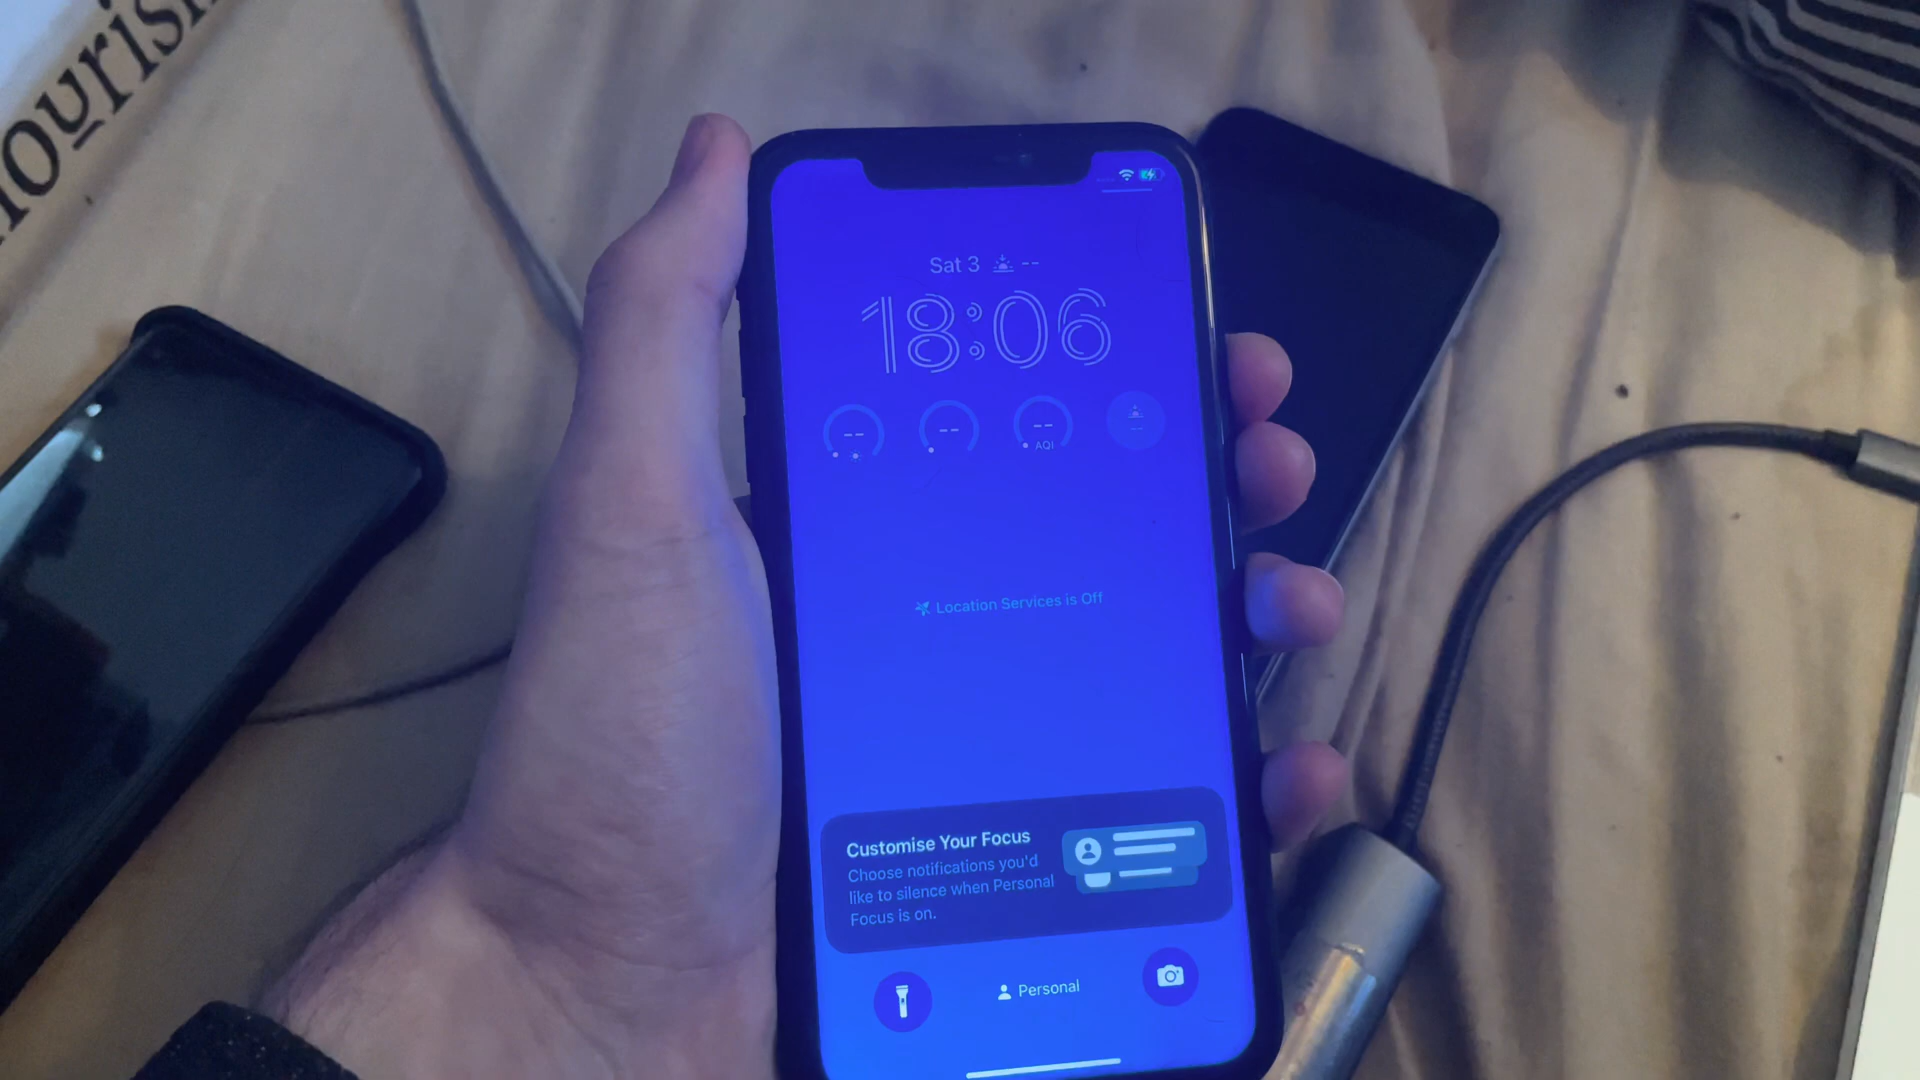 nourish
Sat 3 --
18:06
-- -- -- --
AQI
Location Services is Off
Customise Your Focus
Choose notifications you'd
like to silence when Personal
Focus is on.
Personal